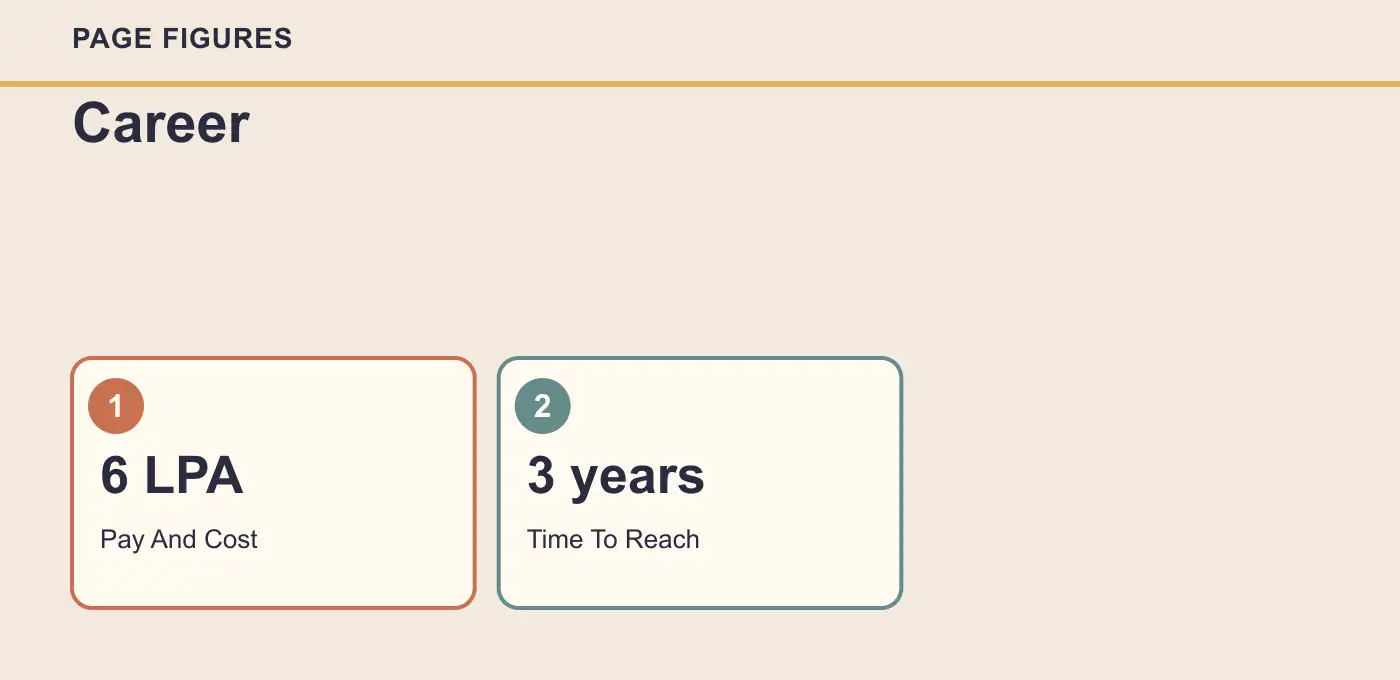 PAGE FIGURES
Career
1
6 LPA
Pay And Cost
2
3 years
Time To Reach